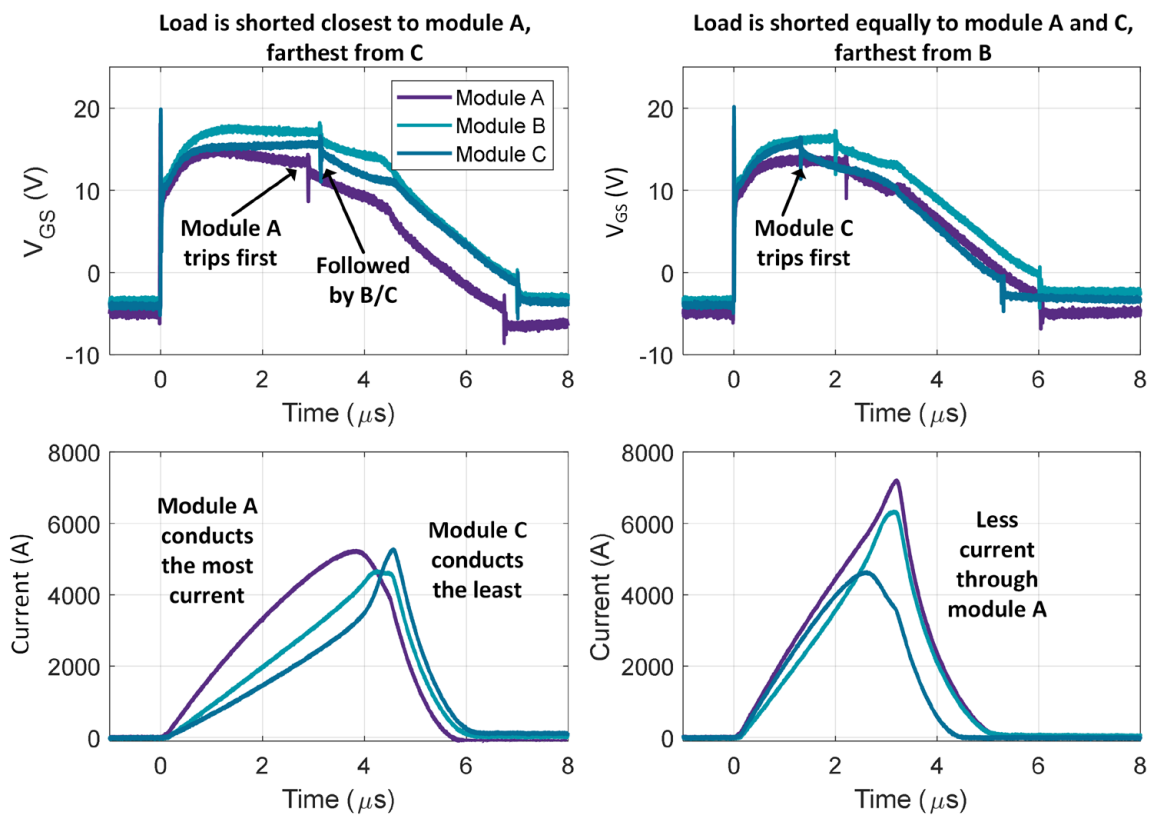 Load is shorted closest to module A,
farthest from C
Load is shorted equally to module A and C,
farthest from B
20
10
0
-10
V_GS (V)
Module A
Module B
Module C
Module A
trips first
Followed
by B/C
0
2
4
6
8
Time (μs)
20
10
0
-10
V_GS (V)
Module C
trips first
0
2
4
6
8
Time (μs)
8000
6000
4000
2000
0
Current (A)
Module A
conducts
the most
current
Module C
conducts
the least
0
2
4
6
8
Time (μs)
8000
6000
4000
2000
0
Current (A)
Less
current
through
module A
0
2
4
6
8
Time (μs)